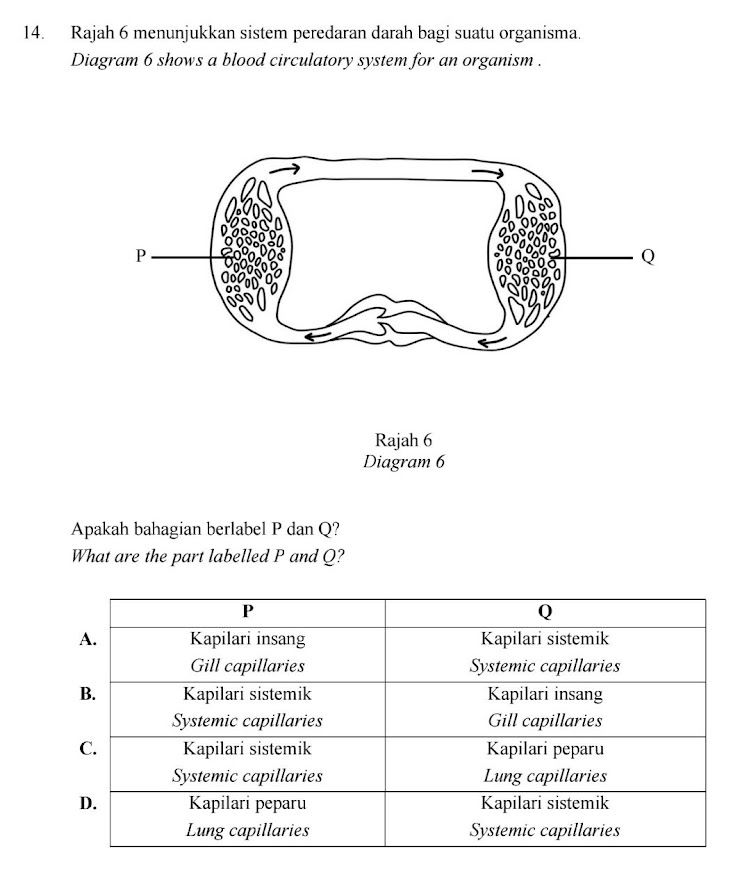 14. Rajah 6 menunjukkan sistem peredaran darah bagi suatu organisma.
Diagram 6 shows a blood circulatory system for an organism .
P
Q
Rajah 6
Diagram 6
Apakah bahagian berlabel P dan Q?
What are the part labelled P and Q?
P Q
A. Kapilari insang Kapilari sistemik
Gill capillaries Systemic capillaries
B. Kapilari sistemik Kapilari insang
Systemic capillaries Gill capillaries
C. Kapilari sistemik Kapilari peparu
Systemic capillaries Lung capillaries
D. Kapilari peparu Kapilari sistemik
Lung capillaries Systemic capillaries